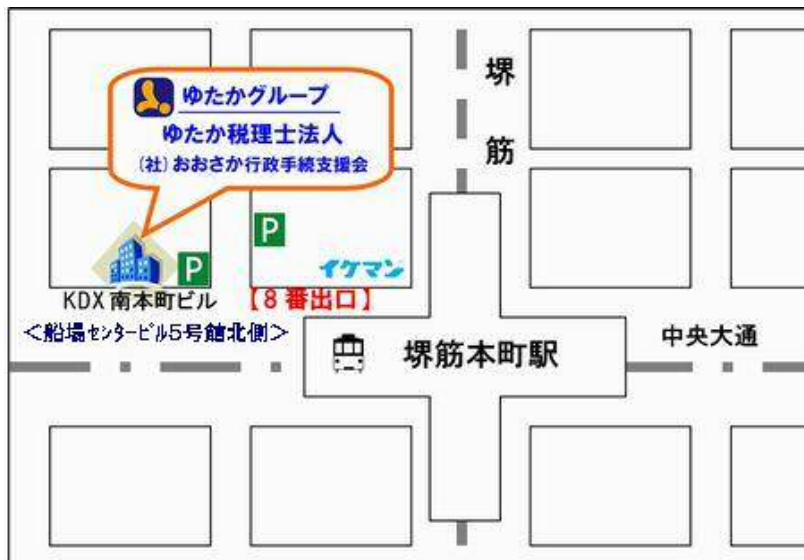 堺筋
ゆたかグループ
ゆたか税理士法人
(社)おおさか行政手続支援会
P
P
イケマン
KDX 南本町ビル
【8番出口】
<船場センタービル5号館北側>
堺筋本町駅
中央大通